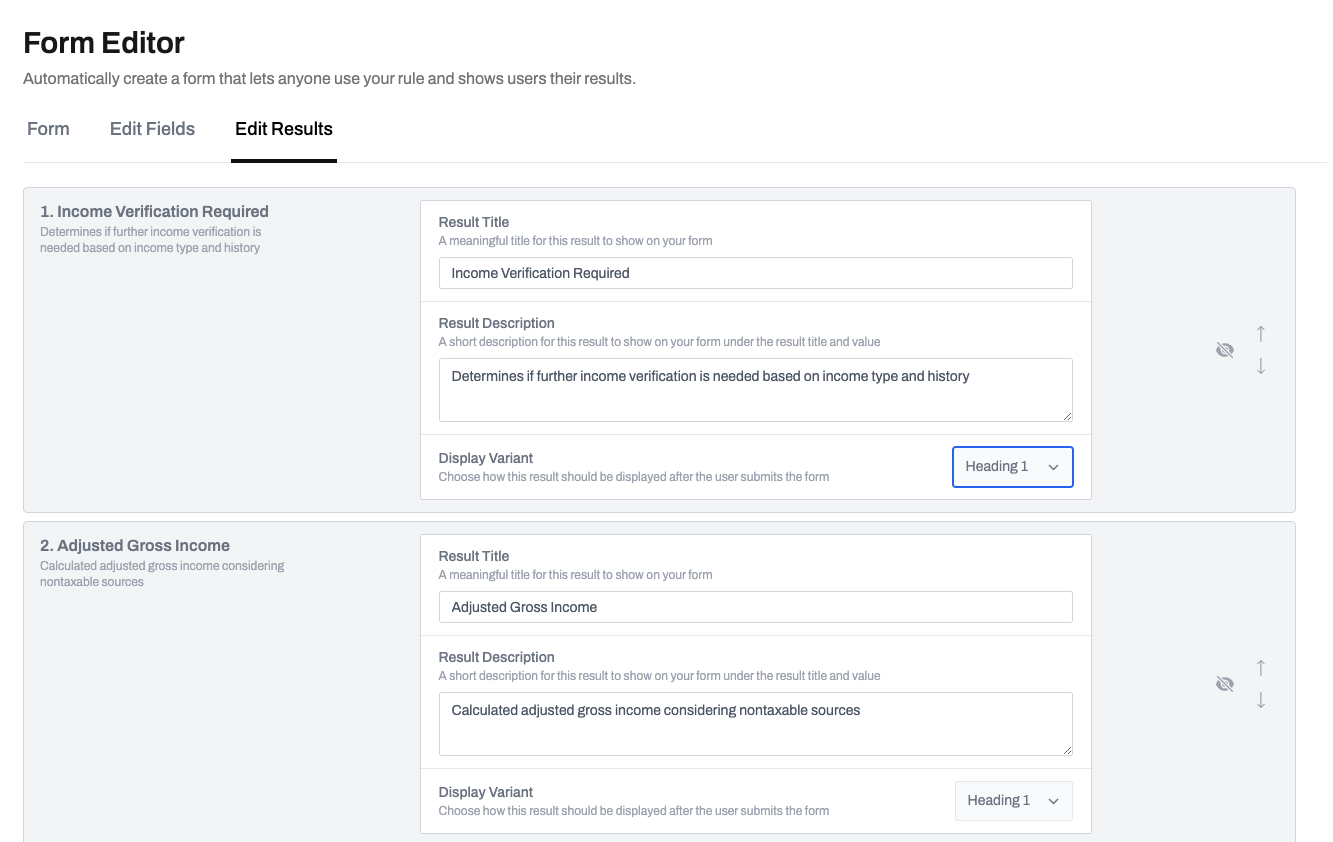 Form Editor
Automatically create a form that lets anyone use your rule and shows users their results.
Form
Edit Fields
Edit Results
1. Income Verification Required
Determines if further income verification is
needed based on income type and history
Result Title
A meaningful title for this result to show on your form
Income Verification Required
Result Description
A short description for this result to show on your form under the result title and value
Determines if further income verification is needed based on income type and history
Display Variant
Choose how this result should be displayed after the user submits the form
Heading 1
2. Adjusted Gross Income
Calculated adjusted gross income considering
nontaxable sources
Result Title
A meaningful title for this result to show on your form
Adjusted Gross Income
Result Description
A short description for this result to show on your form under the result title and value
Calculated adjusted gross income considering nontaxable sources
Display Variant
Choose how this result should be displayed after the user submits the form
Heading 1